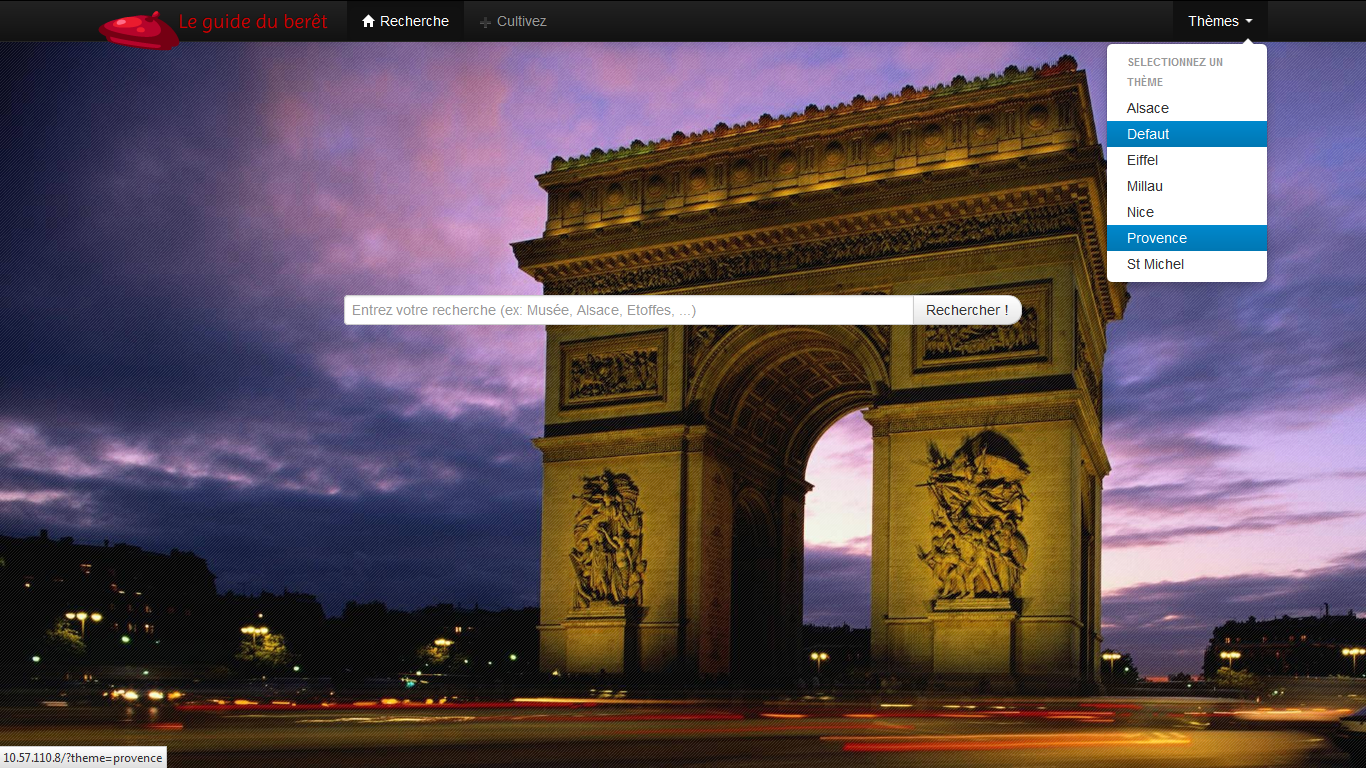 Le guide du berêt
Recherche
Cultivez
Thèmes
SELECTIONNEZ UN
THÈME
Alsace
Defaut
Eiffel
Millau
Nice
Provence
St Michel
Entrez votre recherche (ex: Musée, Alsace, Etoffes, ...)
Rechercher !
10.57.110.8/?theme=provence